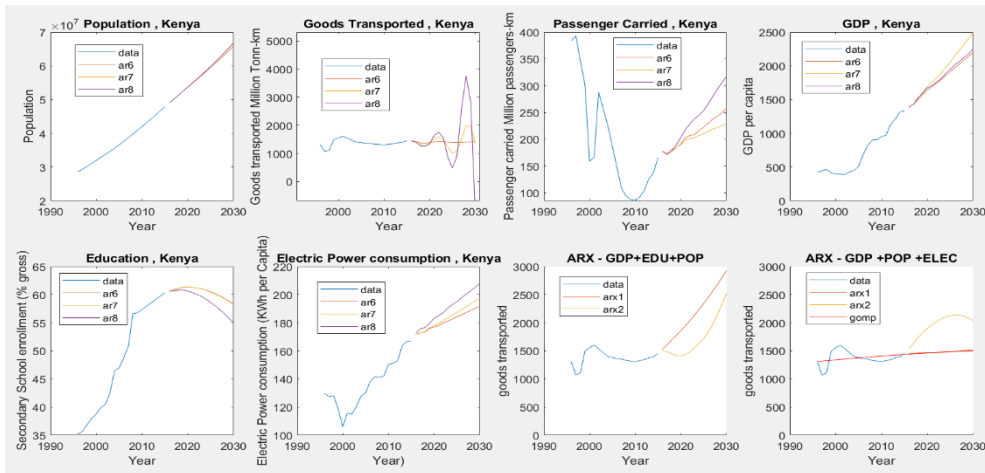 Population , Kenya
7 ×10^7
6
5
4
3
2
Population
1990 2000 2010 2020 2030
Year
data
ar6
ar7
ar8
Goods Transported , Kenya
5000
4000
3000
2000
1000
0
Goods transported Million Tonn-km
2000 2010 2020 2030
Year
data
ar6
ar7
ar8
Passenger Carried , Kenya
400
350
300
250
200
150
100
Passenger carried Million passengers-km
1990 2000 2010 2020 2030
Year
data
ar6
ar7
ar8
GDP , Kenya
2500
2000
1500
1000
500
0
GDP per capita
1990 2000 2010 2020 2030
Year
data
ar6
ar7
ar8
Education , Kenya
65
60
55
50
45
40
35
Secondary School enrollment (% gross)
1990 2000 2010 2020 2030
Year
data
ar6
ar7
ar8
Electric Power consumption , Kenya
220
200
180
160
140
120
100
Electric Power consumption (KWh per Capita)
1990 2000 2010 2020 2030
Year)
data
ar6
ar7
ar8
ARX - GDP+EDU+POP
3000
2500
2000
1500
1000
500
0
goods transported
1990 2000 2010 2020 2030
Year
data
arx1
arx2
ARX - GDP +POP +ELEC
3000
2500
2000
1500
1000
500
0
goods transported
1990 2000 2010 2020 2030
Year
data
arx1
arx2
gomp